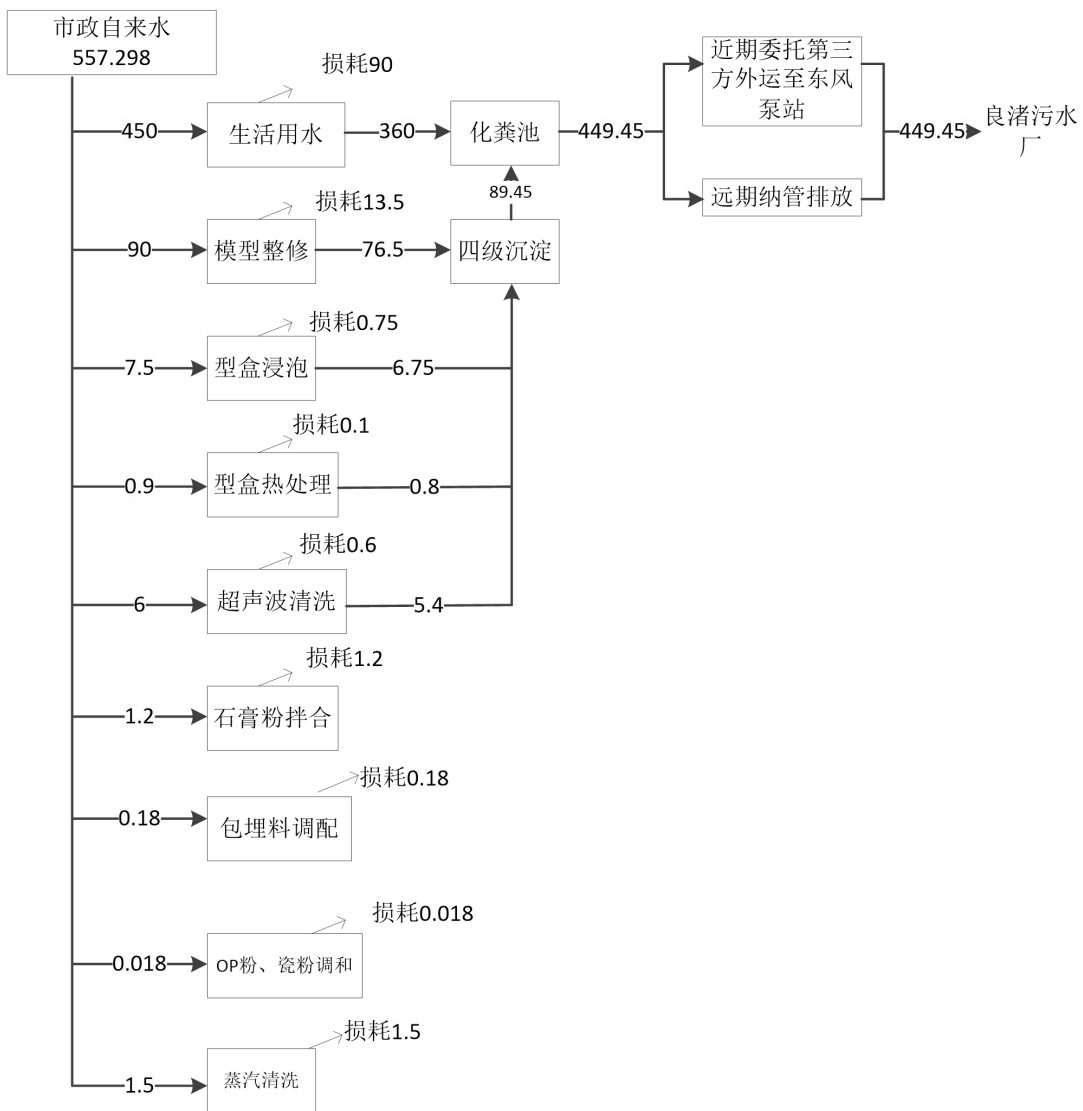 市政自来水
557.298
损耗90
450
生活用水
360
化粪池
449.45
近期委托第三
方外运至东风
泵站
449.45
良渚污水
厂
远期纳管排放
89.45
损耗13.5
90
模型整修
76.5
四级沉淀
损耗0.75
7.5
型盒浸泡
6.75
损耗0.1
0.9
型盒热处理
0.8
损耗0.6
6
超声波清洗
5.4
损耗1.2
1.2
石膏粉拌合
损耗0.18
0.18
包埋料调配
损耗0.018
0.018
OP粉、瓷粉调和
损耗1.5
1.5
蒸汽清洗